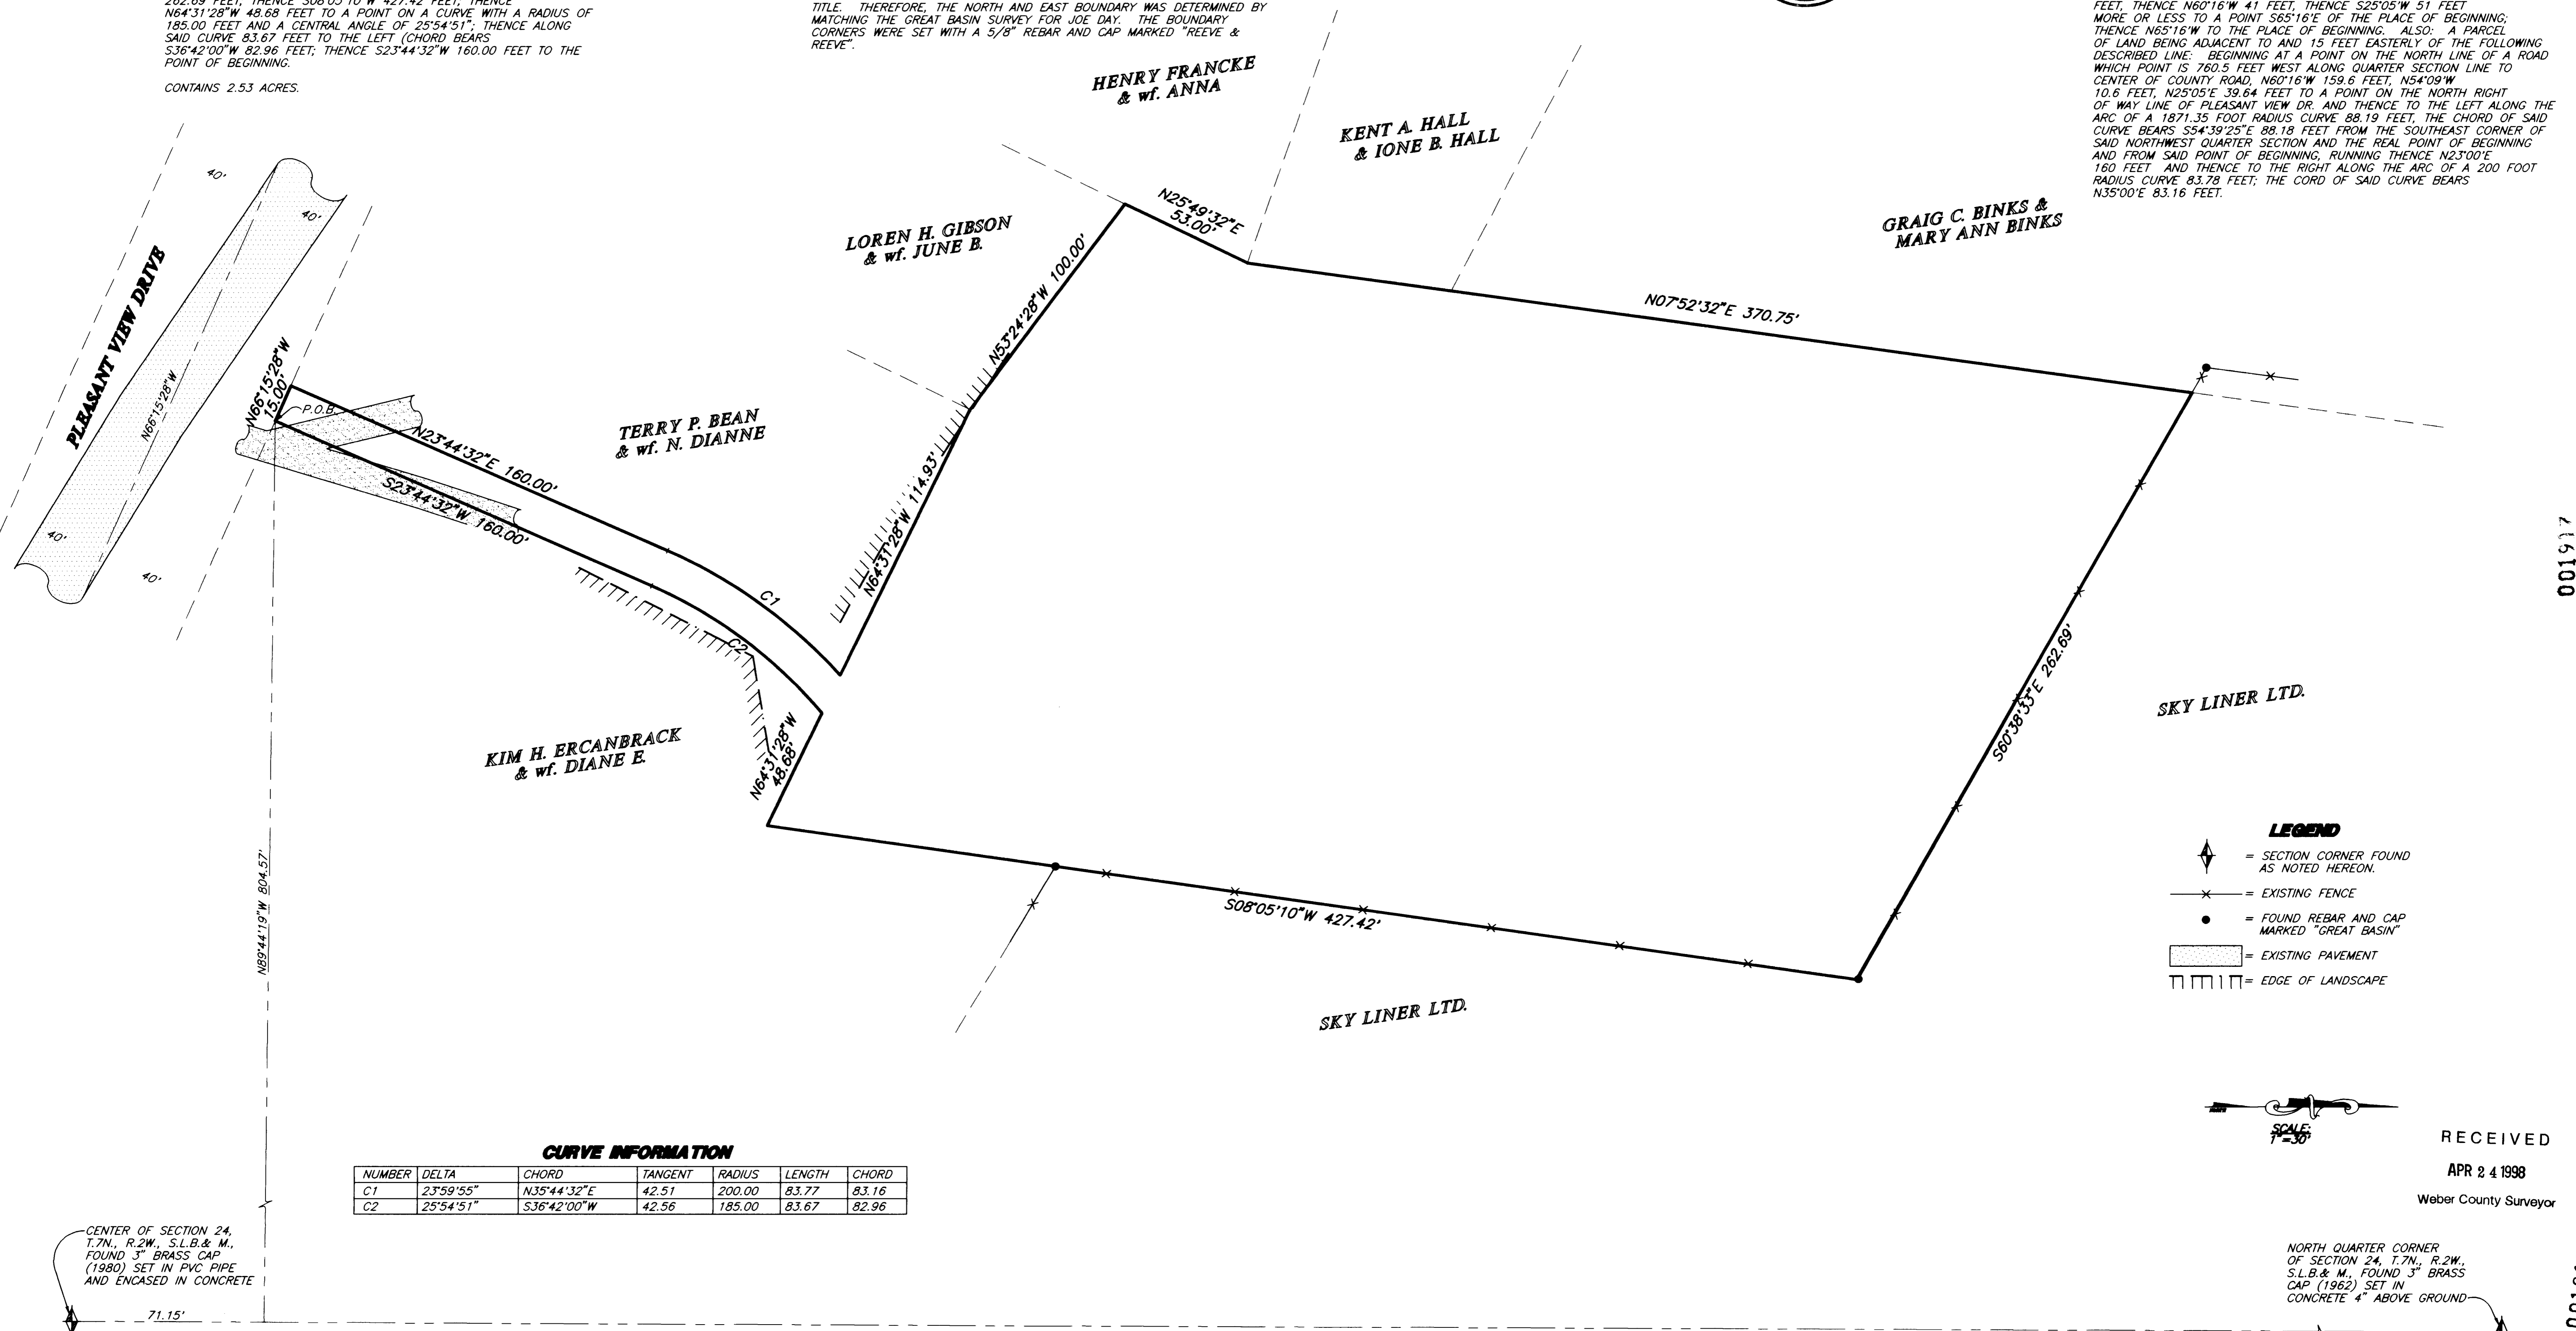 262.69 FEET; THENCE S08°05'10"W 427.42 FEET; THENCE
N64°31'28"W 48.68 FEET TO A POINT ON A CURVE WITH A RADIUS OF
185.00 FEET AND A CENTRAL ANGLE OF 25°54'51"; THENCE ALONG
SAID CURVE 83.67 FEET TO THE LEFT (CHORD BEARS
S36°42'00"W 82.96 FEET; THENCE S23°44'32"W 160.00 FEET TO THE
POINT OF BEGINNING.
CONTAINS 2.53 ACRES.
TITLE. THEREFORE, THE NORTH AND EAST BOUNDARY WAS DETERMINED BY
MATCHING THE GREAT BASIN SURVEY FOR JOE DAY. THE BOUNDARY
CORNERS WERE SET WITH A 5/8" REBAR AND CAP MARKED "REEVE &
REEVE".
FEET, THENCE N60°16'W 41 FEET, THENCE S25°05'W 51 FEET
MORE OR LESS TO A POINT S65°16'E OF THE PLACE OF BEGINNING;
THENCE N65°16'W TO THE PLACE OF BEGINNING. ALSO: A PARCEL
OF LAND BEING ADJACENT TO AND 15 FEET EASTERLY OF THE FOLLOWING
DESCRIBED LINE: BEGINNING AT A POINT ON THE NORTH LINE OF A ROAD
WHICH POINT IS 760.5 FEET WEST ALONG QUARTER SECTION LINE TO
CENTER OF COUNTY ROAD, N60°16'W 159.6 FEET, N54°09'W
10.6 FEET, N25°05'E 39.64 FEET TO A POINT ON THE NORTH RIGHT
OF WAY LINE OF PLEASANT VIEW DR. AND THENCE TO THE LEFT ALONG THE
ARC OF A 1871.35 FOOT RADIUS CURVE 88.19 FEET, THE CHORD OF SAID
CURVE BEARS S54°39'25"E 88.18 FEET FROM THE SOUTHEAST CORNER OF
SAID NORTHWEST QUARTER SECTION AND THE REAL POINT OF BEGINNING
AND FROM SAID POINT OF BEGINNING, RUNNING THENCE N23°00'E
160 FEET AND THENCE TO THE RIGHT ALONG THE ARC OF A 200 FOOT
RADIUS CURVE 83.78 FEET; THE CORD OF SAID CURVE BEARS
N35°00'E 83.16 FEET.
HENRY FRANCKE
& wf. ANNA
KENT A. HALL
& IONE B. HALL
LOREN H. GIBSON
& wf. JUNE B.
GRAIG C. BINKS &
MARY ANN BINKS
N25°49'32"E
53.00'
N53°24'28"W 100.00'
N07°52'32"E 370.75'
40'
40'
PLEASANT VIEW DRIVE
N66°15'28"W
40'
40'
N66°15'28"W
15.00'
P.O.B.
N23°44'32"E 160.00'
S23°44'32"W 160.00'
TERRY P. BEAN
& wf. N. DIANNE
N64°31'28"W 114.93'
C1
C2
KIM H. ERCANBRACK
& wf. DIANE E.
N64°31'28"W
48.68'
S60°38'33"E 262.69'
SKY LINER LTD.
S08°05'10"W 427.42'
SKY LINER LTD.
N89°44'19"W 804.57'
001917
LEGEND
= SECTION CORNER FOUND
AS NOTED HEREON.
= EXISTING FENCE
= FOUND REBAR AND CAP
MARKED "GREAT BASIN"
= EXISTING PAVEMENT
= EDGE OF LANDSCAPE
SCALE:
1"=30'
RECEIVED
APR 24 1998
Weber County Surveyor
CURVE INFORMATION
NUMBER DELTA CHORD TANGENT RADIUS LENGTH CHORD
C1 23°59'55" N35°44'32"E 42.51 200.00 83.77 83.16
C2 25°54'51" S36°42'00"W 42.56 185.00 83.67 82.96
CENTER OF SECTION 24,
T.7N., R.2W., S.L.B.& M.,
FOUND 3" BRASS CAP
(1980) SET IN PVC PIPE
AND ENCASED IN CONCRETE
71.15'
NORTH QUARTER CORNER
OF SECTION 24, T.7N., R.2W.,
S.L.B.& M., FOUND 3" BRASS
CAP (1962) SET IN
CONCRETE 4" ABOVE GROUND